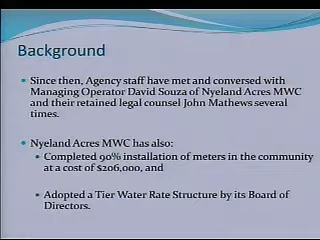 Background
Since then, Agency staff have met and conversed with
Managing Operator David Souza of Nyeland Acres MWC
and their retained legal counsel John Mathews several
times.
Nyeland Acres MWC has also:
Completed 90% installation of meters in the community
at a cost of $206,000, and
Adopted a Tier Water Rate Structure by its Board of
Directors.